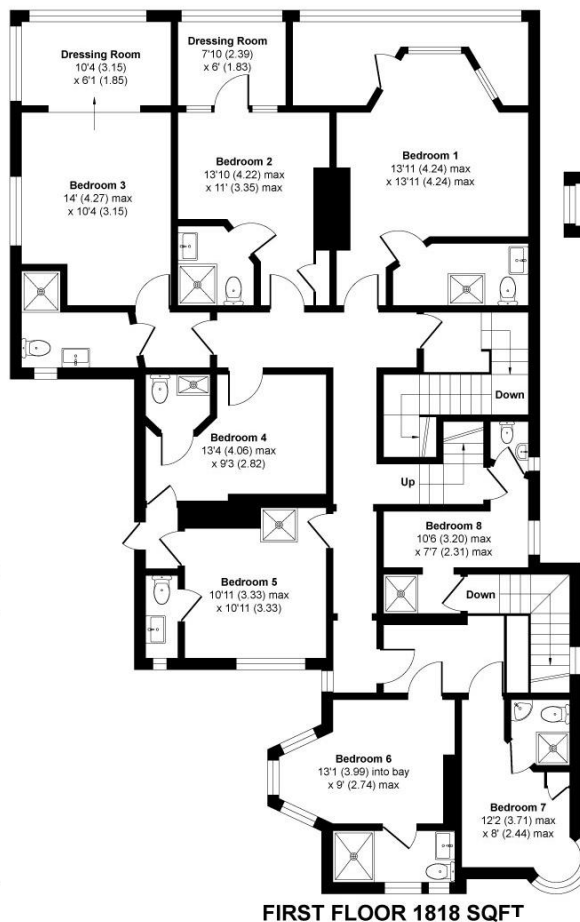 Dressing Room
10'4 (3.15)
x 6'1 (1.85)
Dressing Room
7'10 (2.39)
x 6' (1.83)
Bedroom 3
14' (4.27) max
x 10'4 (3.15)
Bedroom 2
13'10 (4.22) max
x 11' (3.35) max
Bedroom 1
13'11 (4.24) max
x 13'11 (4.24) max
Down
Bedroom 4
13'4 (4.06) max
x 9'3 (2.82)
Up
Bedroom 8
10'6 (3.20) max
x 7'7 (2.31) max
Bedroom 5
10'11 (3.33) max
x 10'11 (3.33)
Down
Bedroom 6
13'1 (3.99) into bay
x 9' (2.74) max
Bedroom 7
12'2 (3.71) max
x 8' (2.44) max
FIRST FLOOR 1818 SQFT